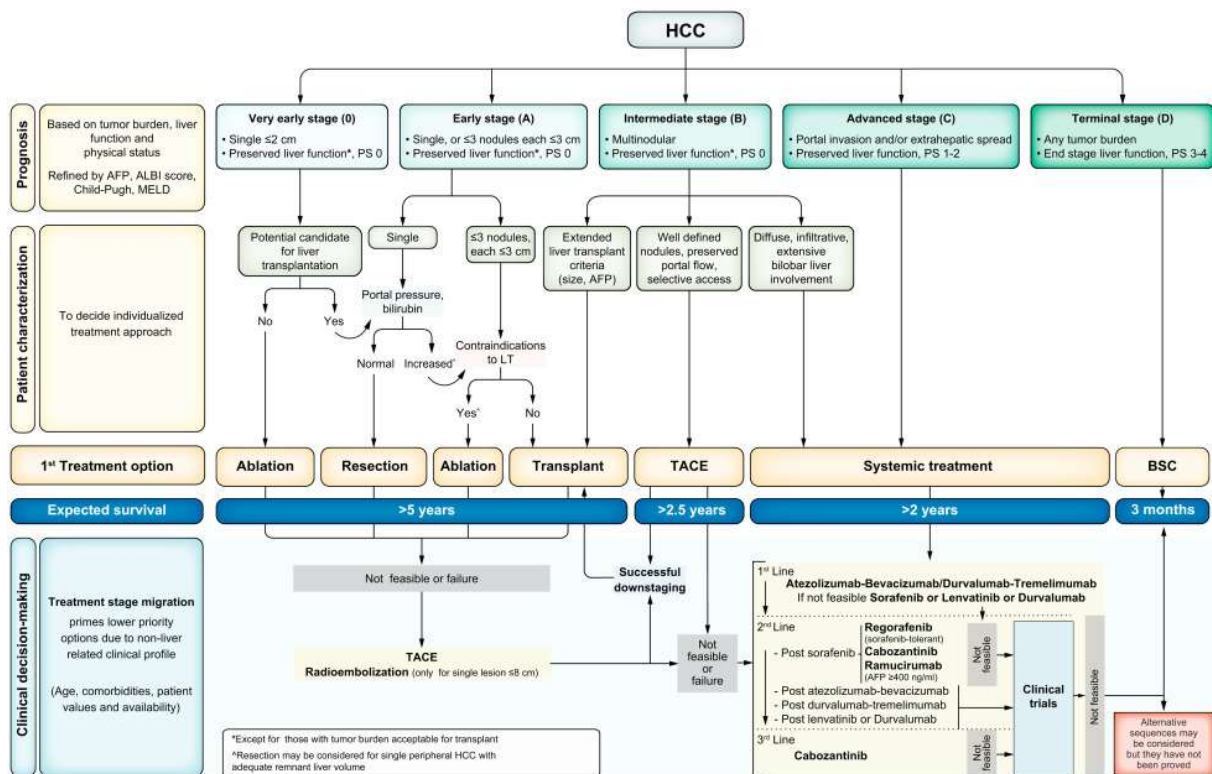 HCC
Prognosis
Based on tumor burden, liver
function and
physical status
Refined by AFP, ALBI score,
Child-Pugh, MELD
Very early stage (0)
• Single ≤2 cm
• Preserved liver function*, PS 0
Early stage (A)
• Single, or ≤3 nodules each ≤3 cm
• Preserved liver function*, PS 0
Intermediate stage (B)
• Multinodular
• Preserved liver function*, PS 0
Advanced stage (C)
• Portal invasion and/or extrahepatic spread
• Preserved liver function, PS 1-2
Terminal stage (D)
• Any tumor burden
• End stage liver function, PS 3-4
Patient characterization
To decide individualized
treatment approach
Potential candidate
for liver
transplantation
Single
≤3 nodules,
each ≤3 cm
Extended
liver transplant
criteria
(size, AFP)
Well defined
nodules, preserved
portal flow,
selective access
Diffuse, infiltrative,
extensive
bilobar liver
involvement
No
Yes
Portal pressure,
bilirubin
Normal
Increased^
Contraindications
to LT
Yes^
No
1st Treatment option
Ablation
Resection
Ablation
Transplant
TACE
Systemic treatment
BSC
Expected survival
>5 years
>2.5 years
>2 years
3 months
Clinical decision-making
Treatment stage migration
primes lower priority
options due to non-liver
related clinical profile
(Age, comorbidities, patient
values and availability)
Not feasible or failure
Successful
downstaging
TACE
Radioembolization (only for single lesion ≤8 cm)
Not
feasible
or
failure
1st Line
Atezolizumab-Bevacizumab/Durvalumab-Tremelimumab
If not feasible Sorafenib or Lenvatinib or Durvalumab
2nd Line
- Post sorafenib
Regorafenib
(sorafenib-tolerant)
Cabozantinib
Ramucirumab
(AFP ≥400 ng/ml)
Not
feasible
- Post atezolizumab-bevacizumab
- Post durvalumab-tremelimumab
- Post lenvatinib or Durvalumab
Clinical
trials
Not feasible
3rd Line
Cabozantinib
Not
feasible
Alternative
sequences may
be considered
but they have not
been proved
*Except for those with tumor burden acceptable for transplant
^Resection may be considered for single peripheral HCC with
adequate remnant liver volume